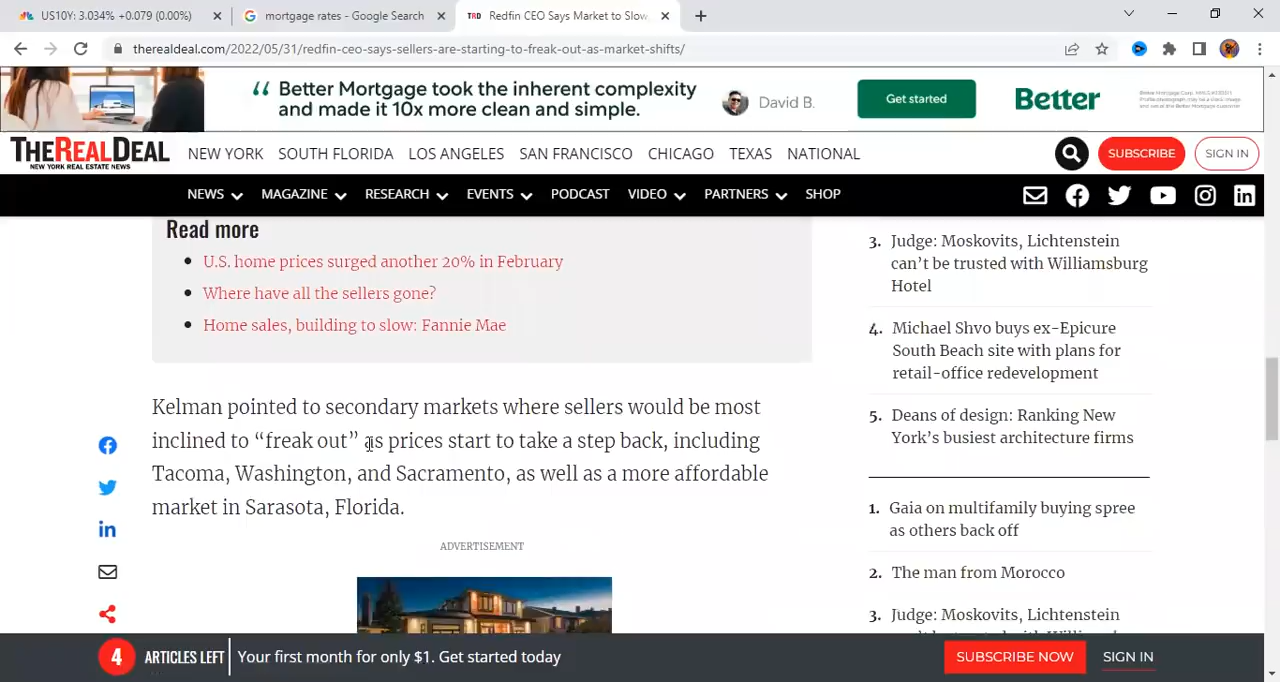 US10Y: 3.034% +0.079 (0.00%)
mortgage rates - Google Search
TRD
Redfin CEO Says Market to Slow
therealdeal.com/2022/05/31/redfin-ceo-says-sellers-are-starting-to-freak-out-as-market-shifts/
“ Better Mortgage took the inherent complexity
and made it 10x more clean and simple.
David B.
Get started
Better
THE REAL DEAL
NEW YORK REAL ESTATE NEWS
NEW YORK SOUTH FLORIDA LOS ANGELES SAN FRANCISCO CHICAGO TEXAS NATIONAL
SUBSCRIBE
SIGN IN
NEWS MAGAZINE RESEARCH EVENTS PODCAST VIDEO PARTNERS SHOP
Read more
U.S. home prices surged another 20% in February
Where have all the sellers gone?
Home sales, building to slow: Fannie Mae
Kelman pointed to secondary markets where sellers would be most
inclined to “freak out” as prices start to take a step back, including
Tacoma, Washington, and Sacramento, as well as a more affordable
market in Sarasota, Florida.
ADVERTISEMENT
3. Judge: Moskovits, Lichtenstein
can’t be trusted with Williamsburg
Hotel
4. Michael Shvo buys ex-Epicure
South Beach site with plans for
retail-office redevelopment
5. Deans of design: Ranking New
York’s busiest architecture firms
1. Gaia on multifamily buying spree
as others back off
2. The man from Morocco
3. Judge: Moskovits, Lichtenstein
4 ARTICLES LEFT
Your first month for only $1. Get started today
SUBSCRIBE NOW
SIGN IN